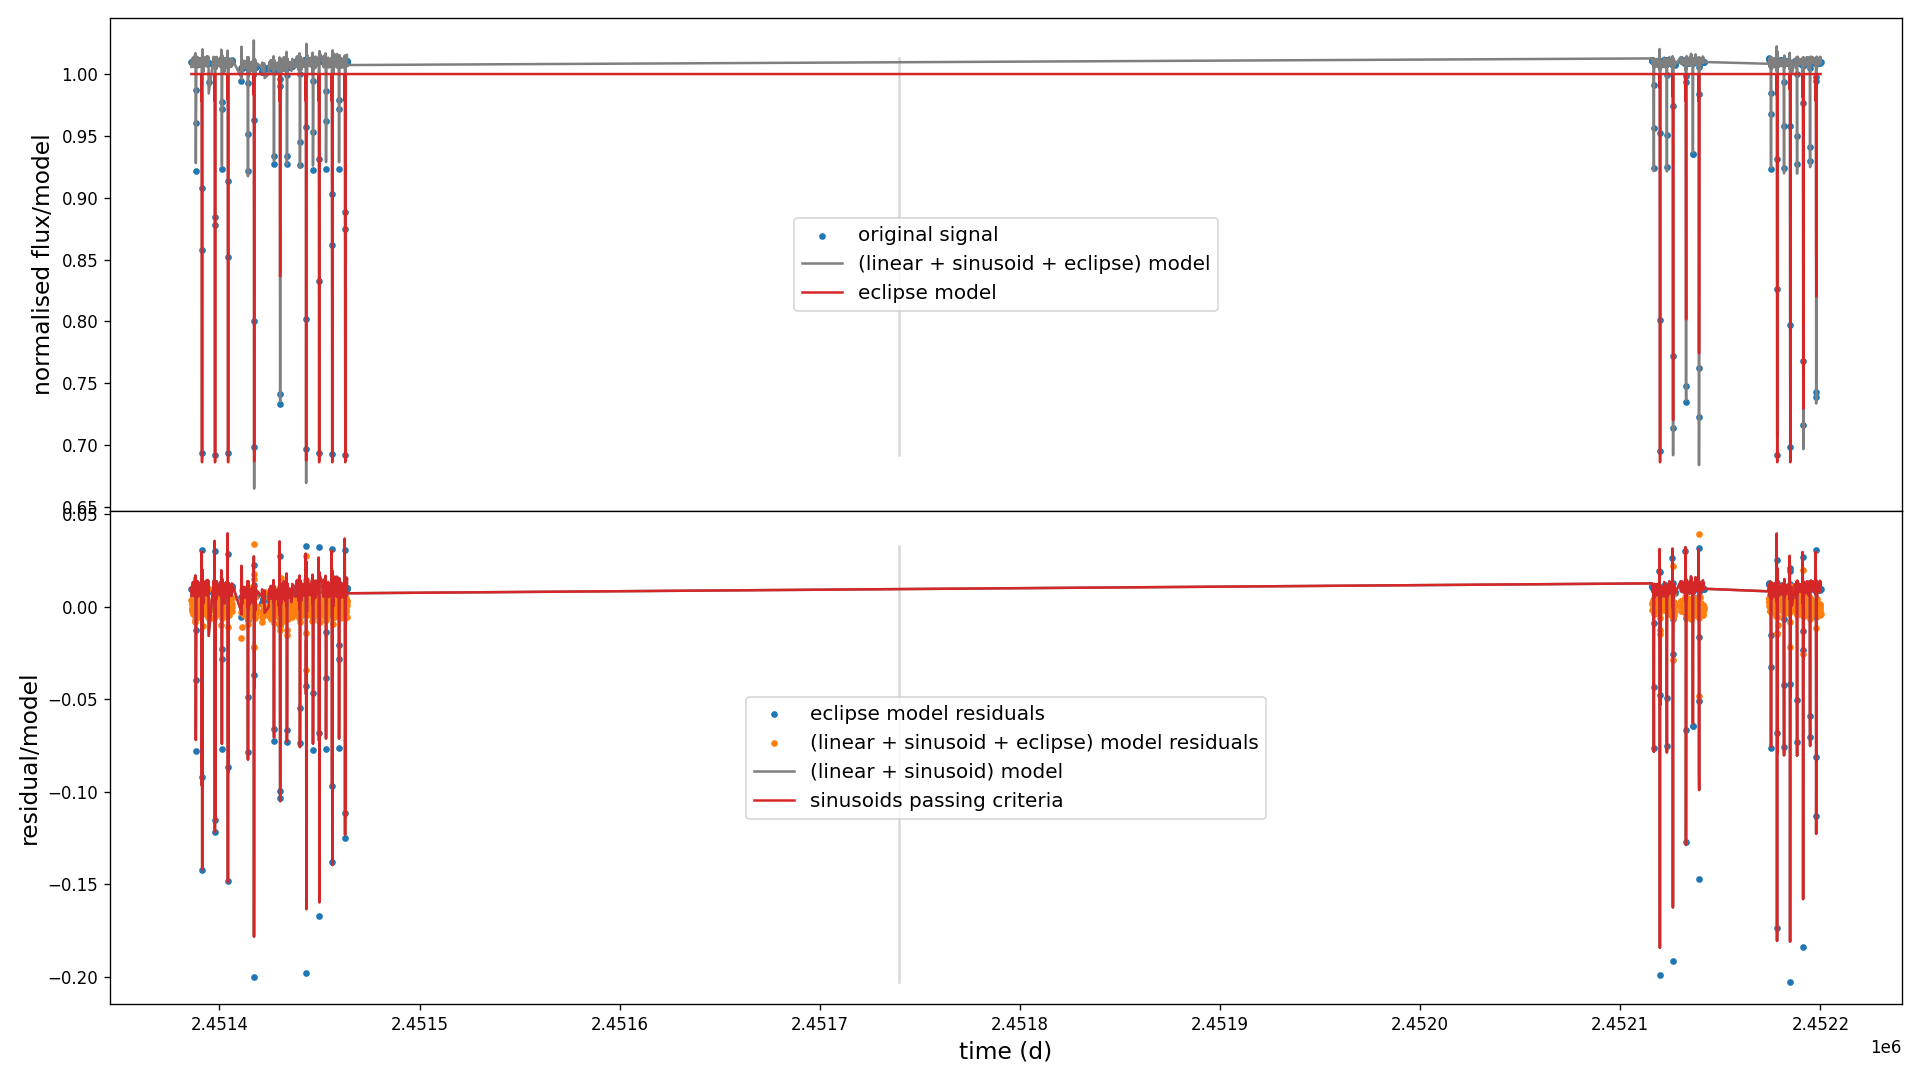 normalised flux/model
1.00
0.95
0.90
0.85
0.80
0.75
0.70
0.65
original signal
(linear + sinusoid + eclipse) model
eclipse model
residual/model
0.05
0.00
−0.05
−0.10
−0.15
−0.20
eclipse model residuals
(linear + sinusoid + eclipse) model residuals
(linear + sinusoid) model
sinusoids passing criteria
2.4514 2.4515 2.4516 2.4517 2.4518 2.4519 2.4520 2.4521 2.4522
1e6
time (d)